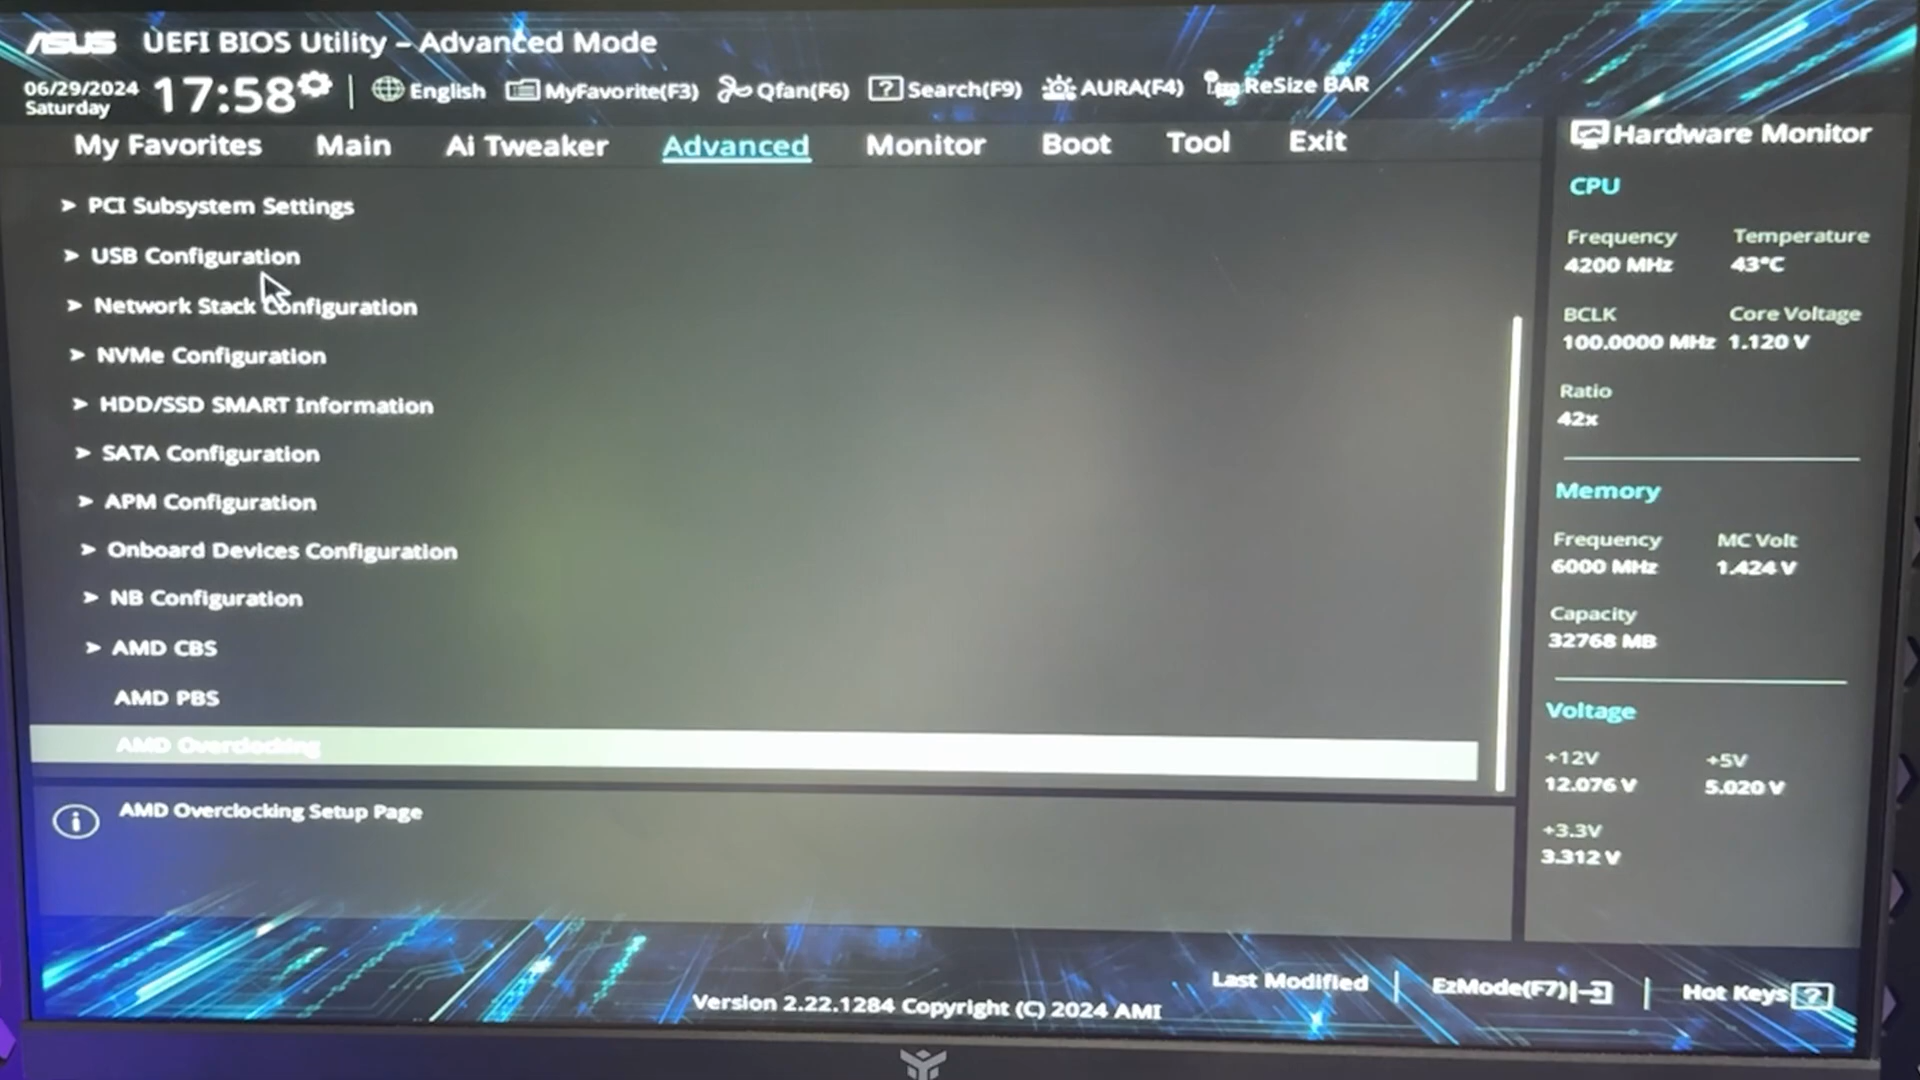 ASUS UEFI BIOS Utility – Advanced Mode
06/29/2024
Saturday
17:58
English
MyFavorite(F3)
Qfan(F6)
Search(F9)
AURA(F4)
ReSize BAR
My Favorites
Main
Ai Tweaker
Advanced
Monitor
Boot
Tool
Exit
PCI Subsystem Settings
USB Configuration
Network Stack Configuration
NVMe Configuration
HDD/SSD SMART Information
SATA Configuration
APM Configuration
Onboard Devices Configuration
NB Configuration
AMD CBS
AMD PBS
AMD Overclocking
AMD Overclocking Setup Page
Hardware Monitor
CPU
Frequency Temperature
4200 MHz 43°C
BCLK Core Voltage
100.0000 MHz 1.120 V
Ratio
42x
Memory
Frequency MC Volt
6000 MHz 1.424 V
Capacity
32768 MB
Voltage
+12V +5V
12.076 V 5.020 V
+3.3V
3.312 V
Last Modified
EzMode(F7)
Hot Keys ?
Version 2.22.1284 Copyright (C) 2024 AMI